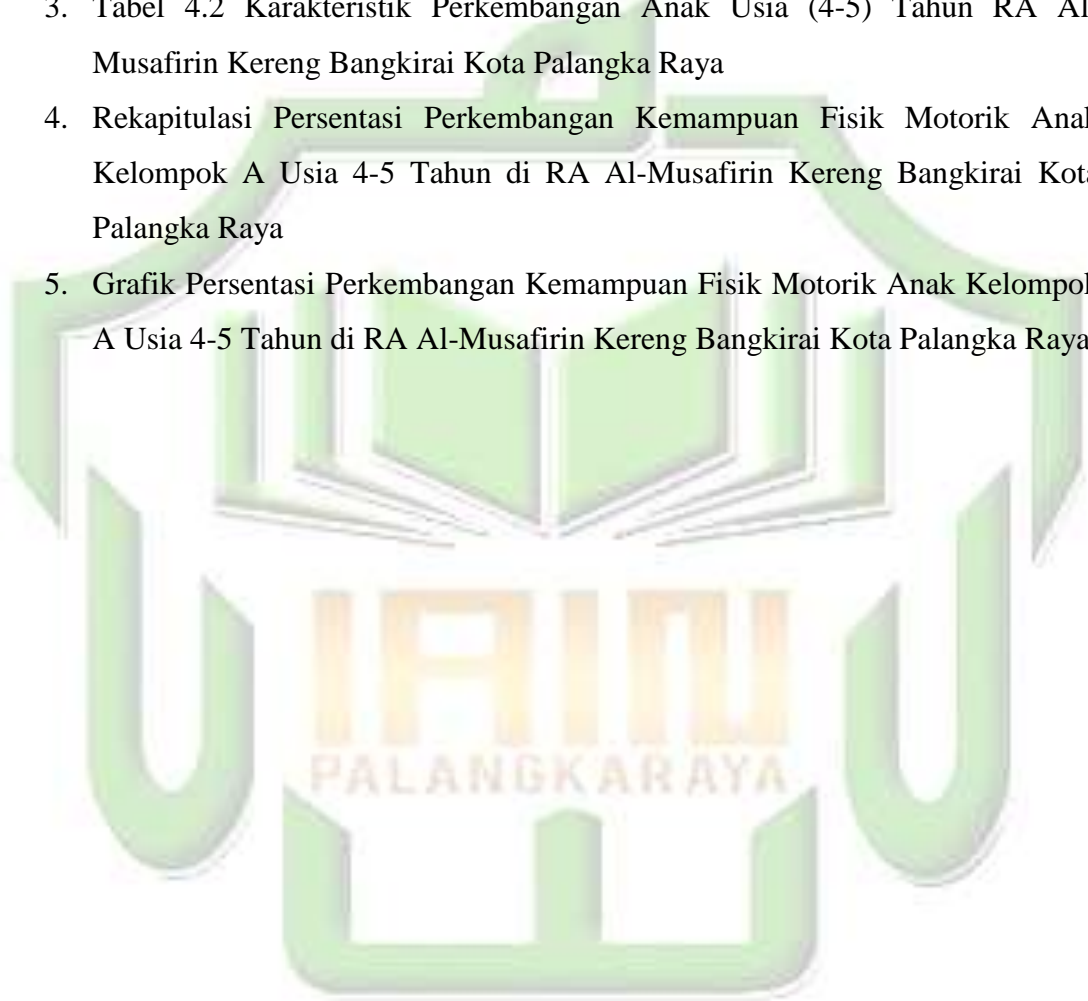 3. Tabel 4.2 Karakteristik Perkembangan Anak Usia (4-5) Tahun RA Al-
Musafirin Kereng Bangkirai Kota Palangka Raya
4. Rekapitulasi Persentasi Perkembangan Kemampuan Fisik Motorik Anak
Kelompok A Usia 4-5 Tahun di RA Al-Musafirin Kereng Bangkirai Kota
Palangka Raya
5. Grafik Persentasi Perkembangan Kemampuan Fisik Motorik Anak Kelompok
A Usia 4-5 Tahun di RA Al-Musafirin Kereng Bangkirai Kota Palangka Raya
IAIN
PALANGKARAYA